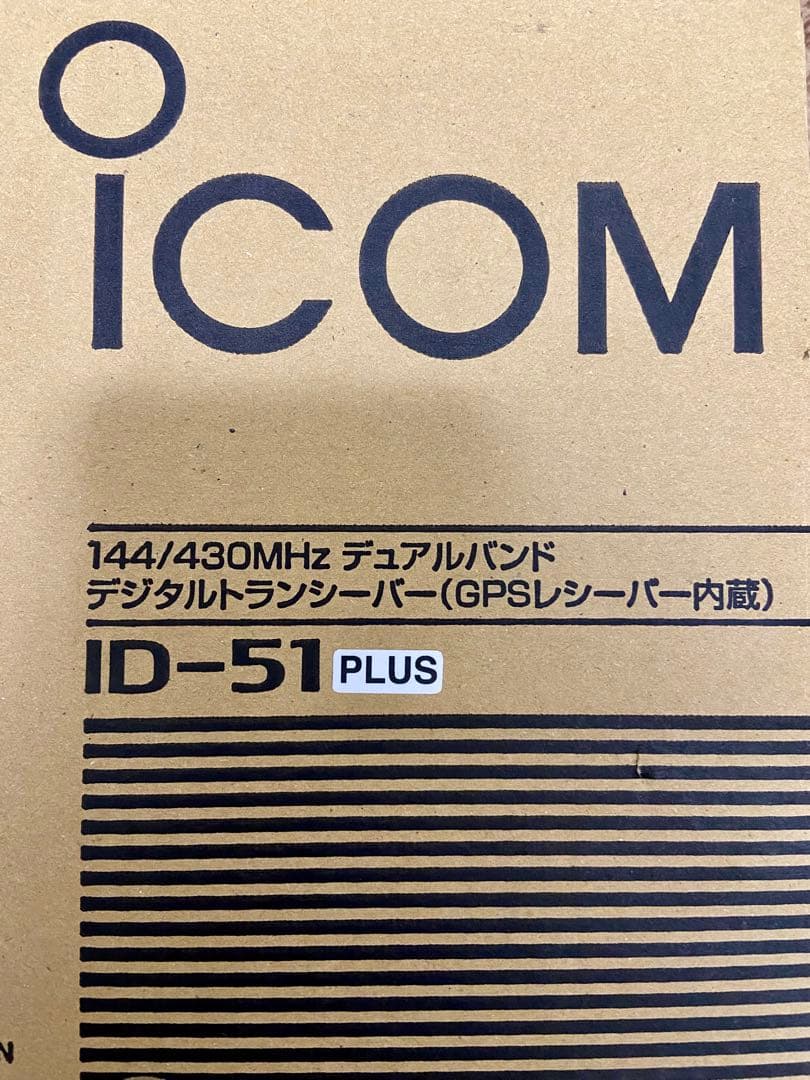 ICOM
144/430MHz デュアルバンド
デジタルトランシーバー(GPSレシーバー内蔵)
ID-51 PLUS
N